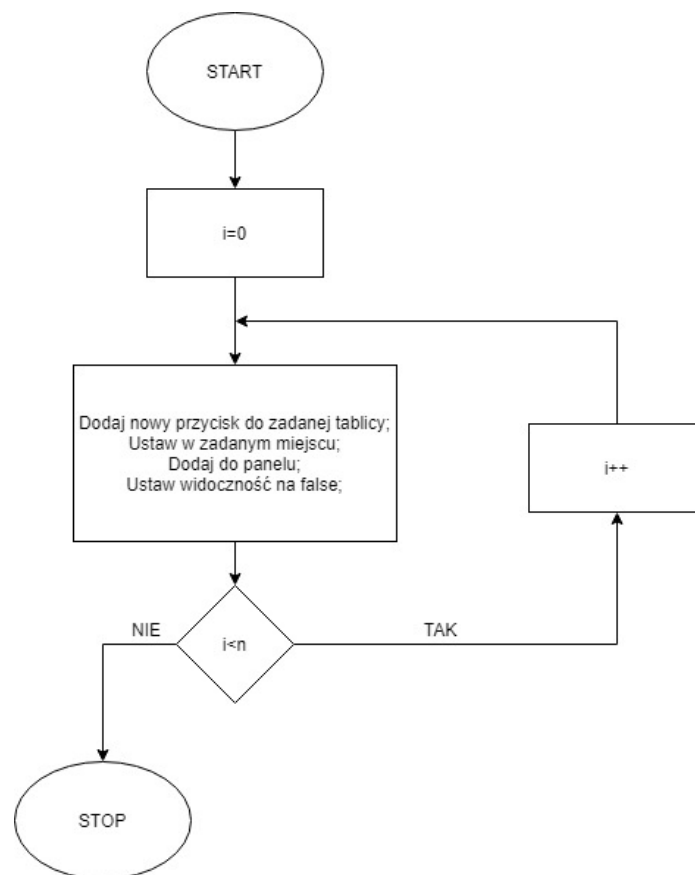 START
i=0
Dodaj nowy przycisk do zadanej tablicy;
Ustaw w zadanym miejscu;
Dodaj do panelu;
Ustaw widoczność na false;
i++
NIE
i<n
TAK
STOP